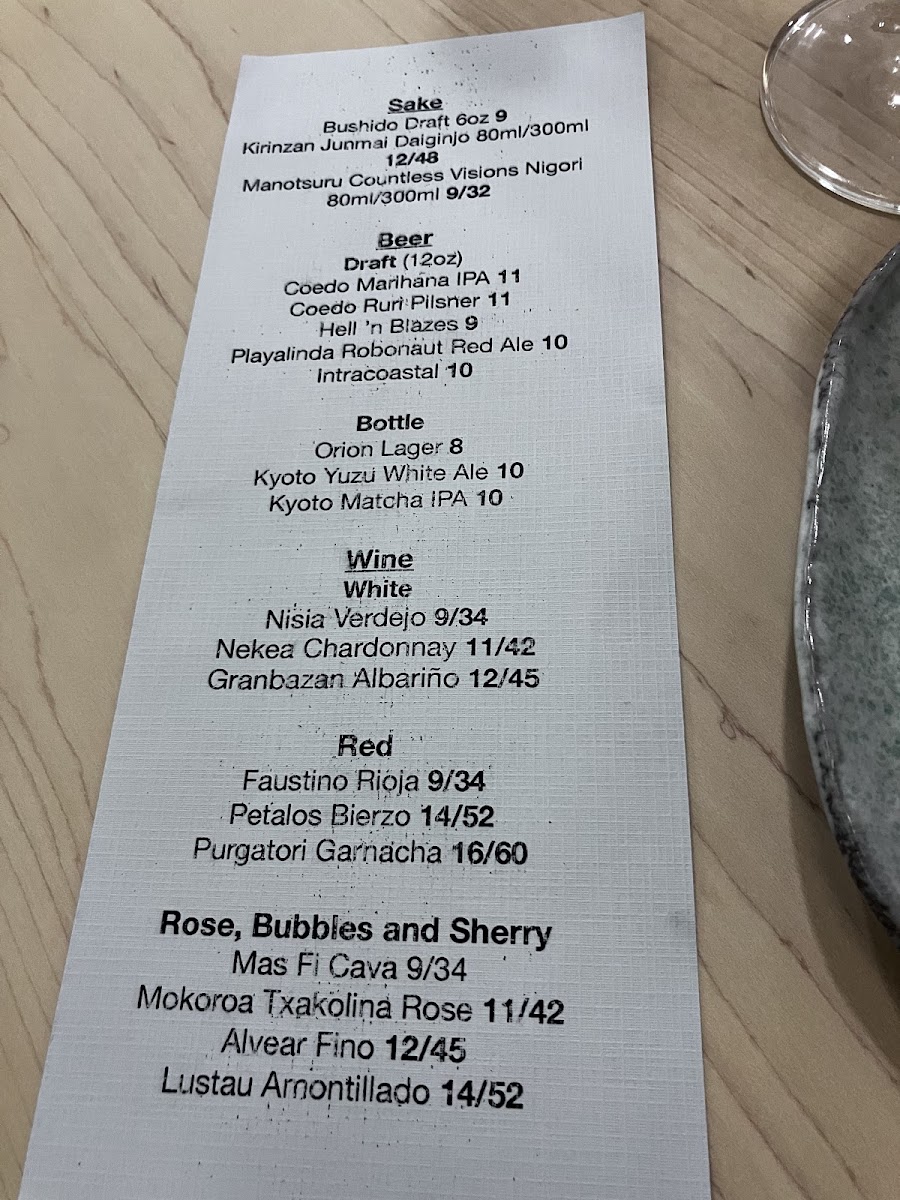 Sake
Bushido Draft 6oz 9
Kirinzan Junmai Daiginjo 80ml/300ml
12/48
Manotsuru Countless Visions Nigori
80ml/300ml 9/32
Beer
Draft (12oz)
Coedo Marihana IPA 11
Coedo Ruri Pilsner 11
Hell 'n Blazes 9
Playalinda Robonaut Red Ale 10
Intracoastal 10
Bottle
Orion Lager 8
Kyoto Yuzu White Ale 10
Kyoto Matcha IPA 10
Wine
White
Nisia Verdejo 9/34
Nekea Chardonnay 11/42
Granbazan Albariño 12/45
Red
Faustino Rioja 9/34
Petalos Bierzo 14/52
Purgatori Garnacha 16/60
Rose, Bubbles and Sherry
Mas Fi Cava 9/34
Mokoroa Txakolina Rose 11/42
Alvear Fino 12/45
Lustau Amontillado 14/52